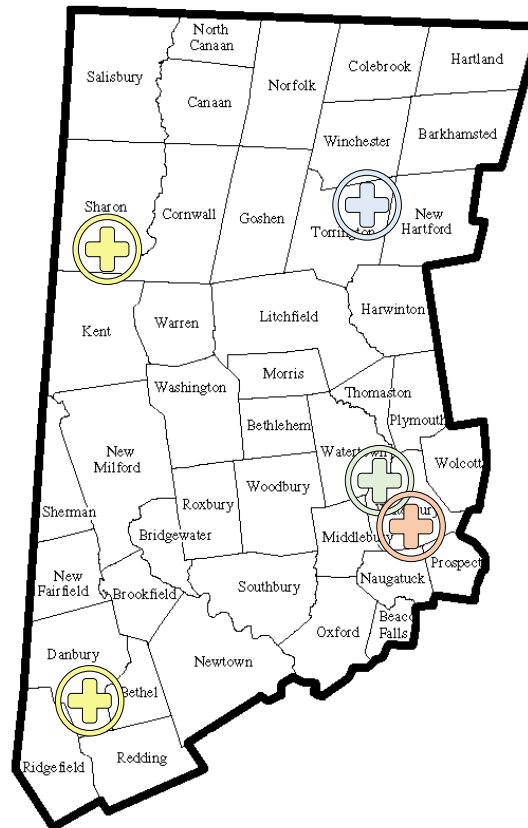 North
Canaan
Salisbury
Canaan
Norfolk
Colebrook
Hartland
Winchester
Barkhamsted
Sharon
Cornwall
Goshen
Torrington
New
Hartford
Kent
Warren
Litchfield
Harwinton
Washington
Morris
Thomaston
Plymouth
Bethlehem
Watertown
Wolcott
New
Milford
Roxbury
Woodbury
Sherman
Bridgewater
Middlebury
Prospect
New
Fairfield
Brookfield
Southbury
Naugatuck
Oxford
Falls
Danbury
Bethel
Newtown
Ridgefield
Redding